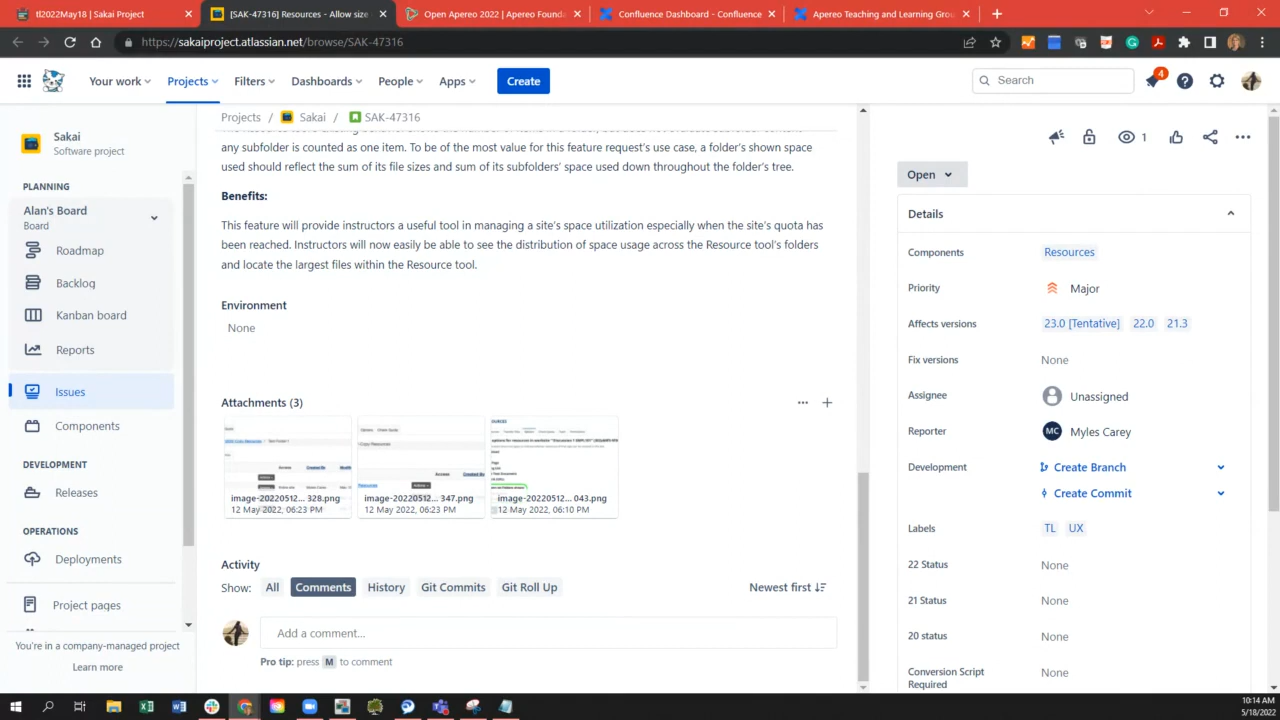 tl2022May18 | Sakai Project
[SAK-47316] Resources - Allow size
Open Apereo 2022 | Apereo Founda
Confluence Dashboard - Confluence
Apereo Teaching and Learning Grou
https://sakaiproject.atlassian.net/browse/SAK-47316
Your work
Projects
Filters
Dashboards
People
Apps
Create
Search
4
Sakai
Software project
PLANNING
Alan's Board
Board
Roadmap
Backlog
Kanban board
Reports
Issues
Components
DEVELOPMENT
Releases
OPERATIONS
Deployments
Project pages
You're in a company-managed project
Learn more
Projects / Sakai / SAK-47316
any subfolder is counted as one item. To be of the most value for this feature request's use case, a folder's shown space
used should reflect the sum of its file sizes and sum of its subfolders' space used down throughout the folder's tree.
Benefits:
This feature will provide instructors a useful tool in managing a site's space utilization especially when the site's quota has
been reached. Instructors will now easily be able to see the distribution of space usage across the Resource tool's folders
and locate the largest files within the Resource tool.
Environment
None
Attachments (3)
image-20220512... 328.png
12 May 2022, 06:23 PM
image-20220512... 347.png
12 May 2022, 06:23 PM
image-20220512... 043.png
12 May 2022, 06:10 PM
Activity
Show: All Comments History Git Commits Git Roll Up
Newest first
Add a comment...
Pro tip: press M to comment
1
Open
Details
Components Resources
Priority Major
Affects versions 23.0 [Tentative] 22.0 21.3
Fix versions None
Assignee Unassigned
Reporter MC Myles Carey
Development Create Branch
Create Commit
Labels TL UX
22 Status None
21 Status None
20 status None
Conversion Script
Required None
10:14 AM
5/18/2022